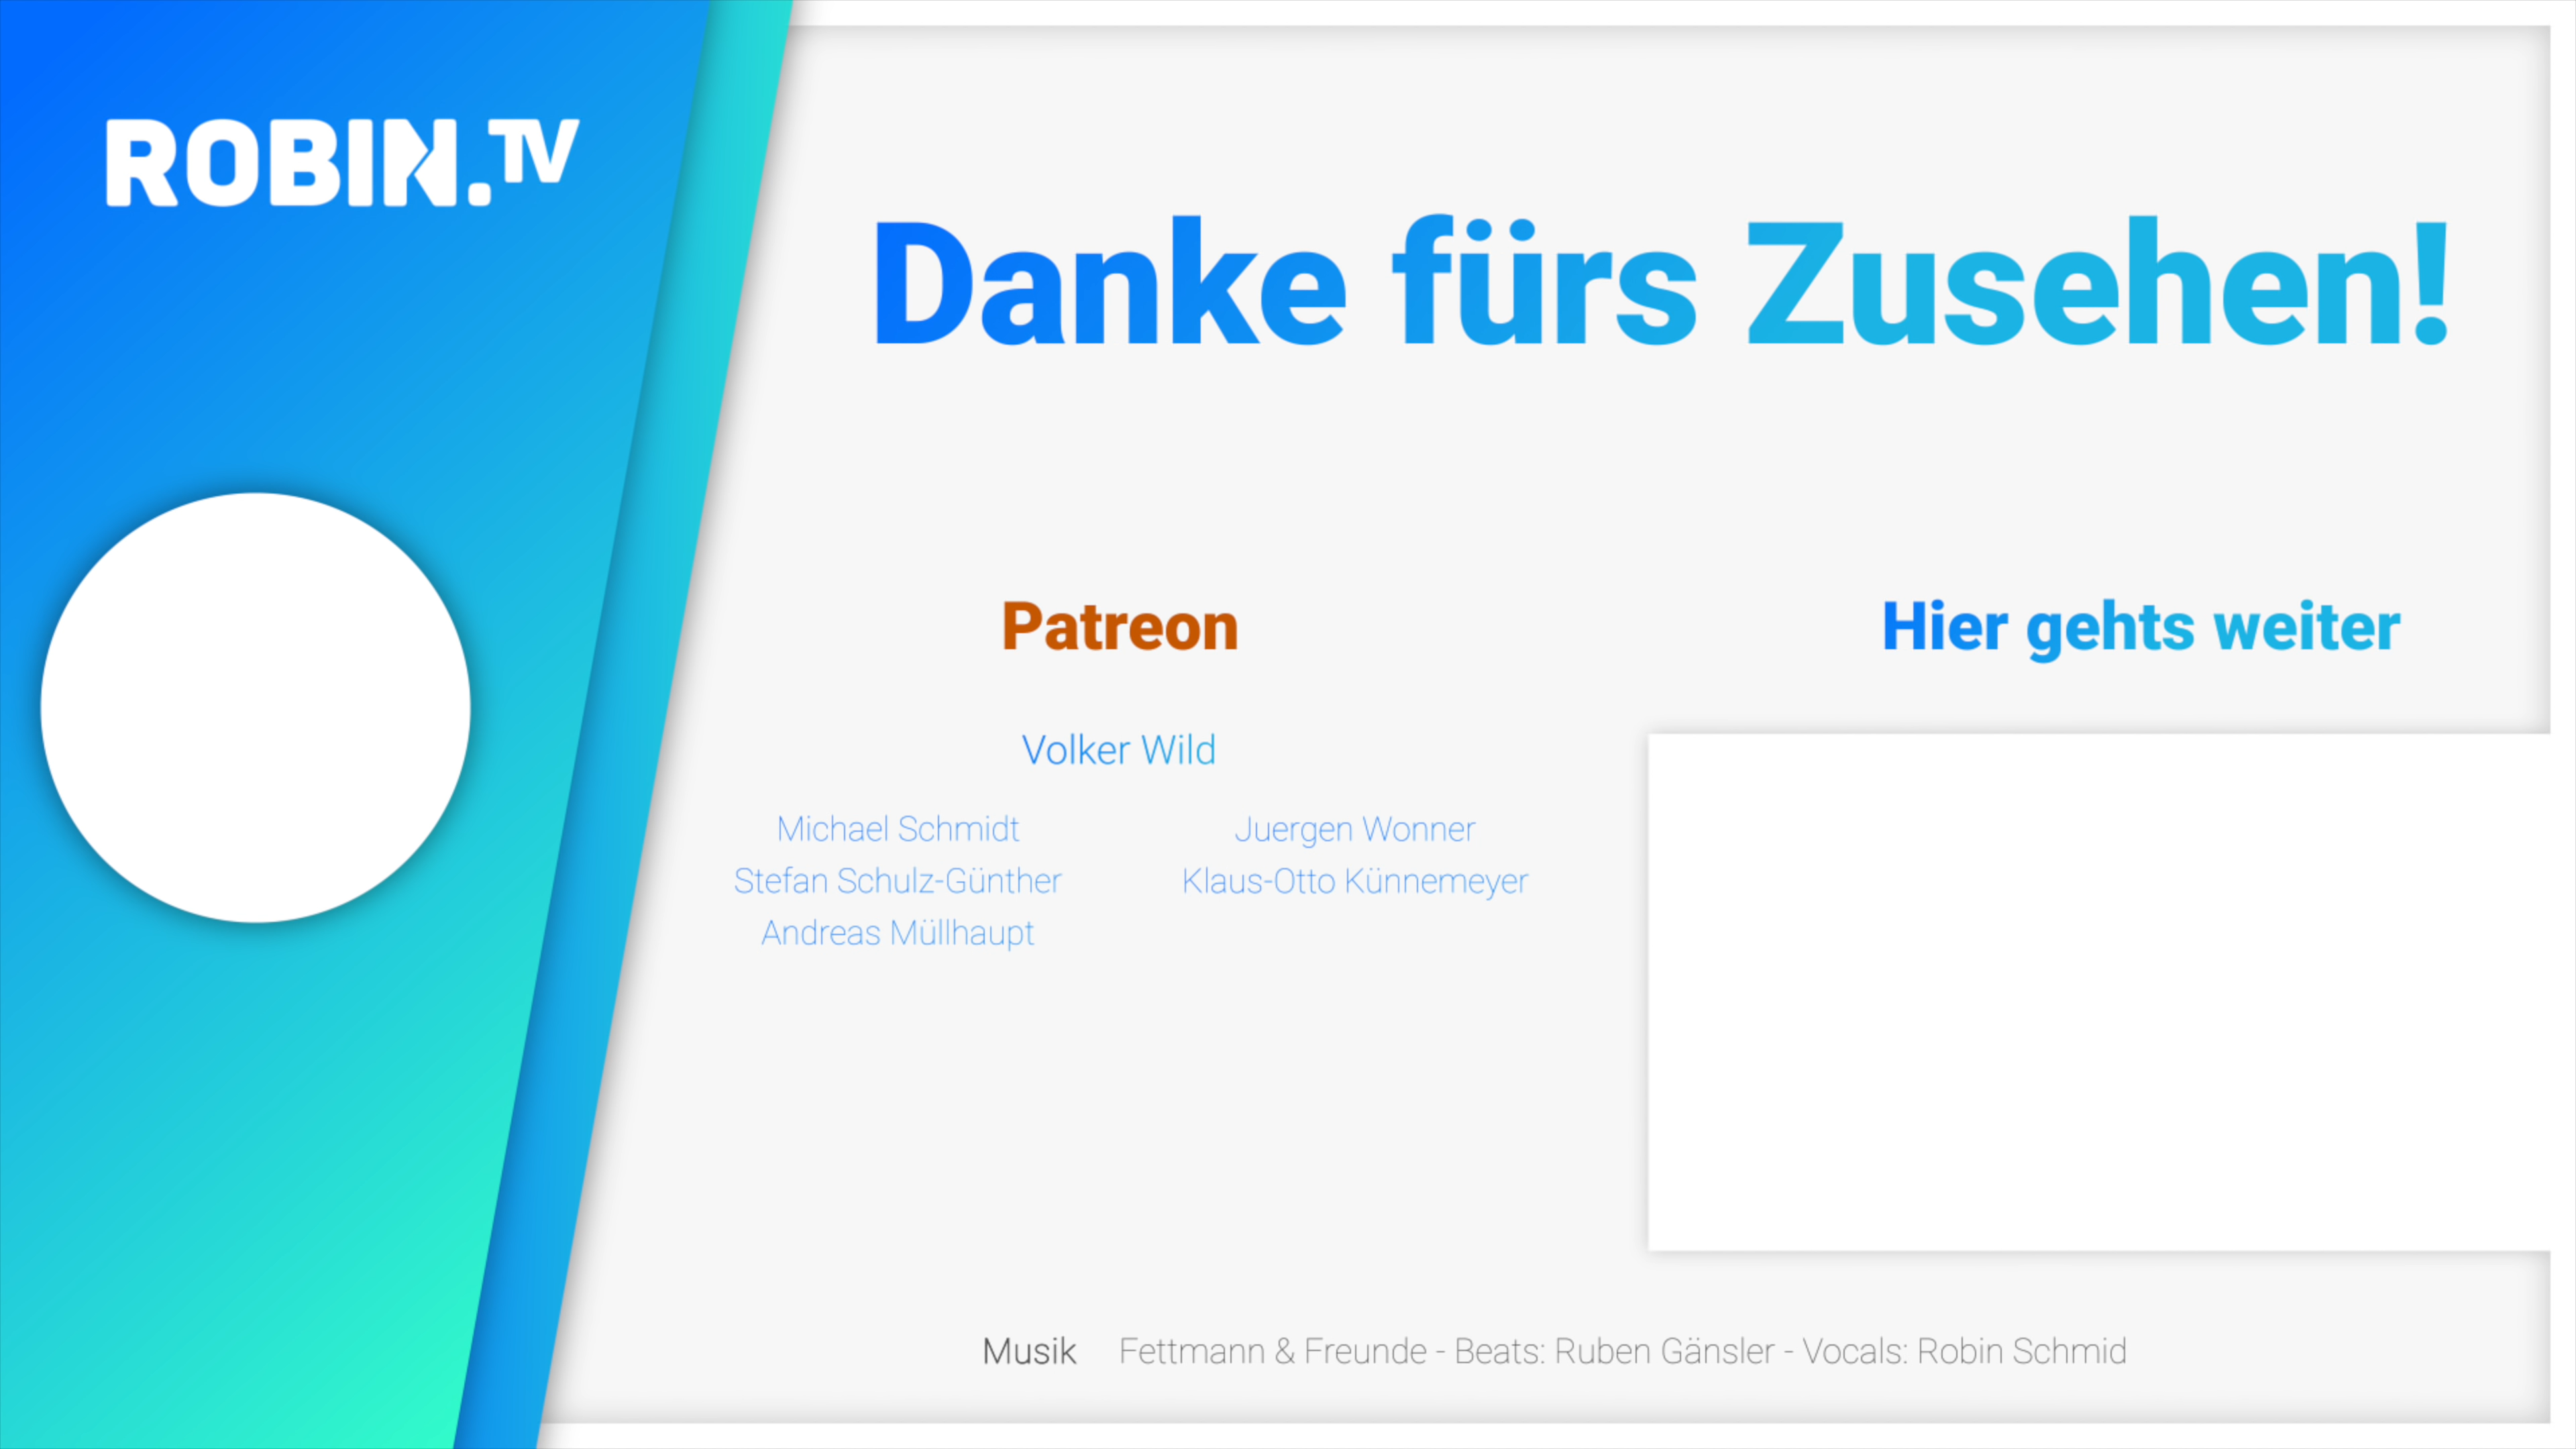 ROBIN.TV
Danke fürs Zusehen!
Patreon
Volker Wild
Michael Schmidt
Stefan Schulz-Günther
Andreas Müllhaupt
Juergen Wonner
Klaus-Otto Künnemeyer
Hier gehts weiter
Musik Fettmann & Freunde - Beats: Ruben Gänsler - Vocals: Robin Schmid